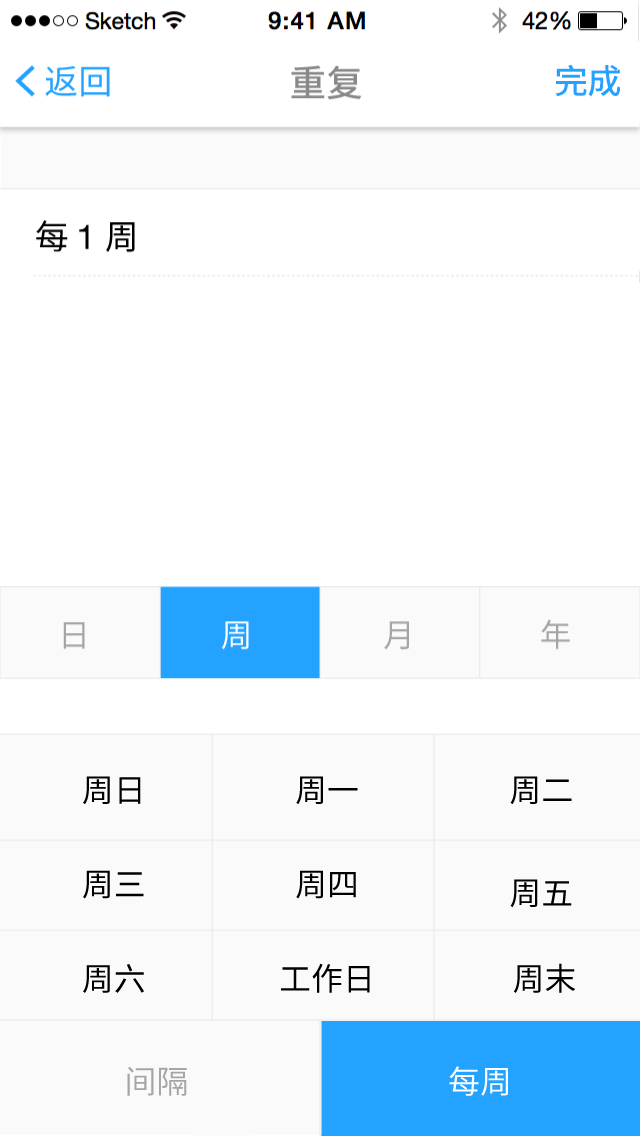 Sketch 9:41 AM 42%
返回 重复 完成
每 1 周
日 周 月 年
周日 周一 周二
周三 周四 周五
周六 工作日 周末
间隔 每周